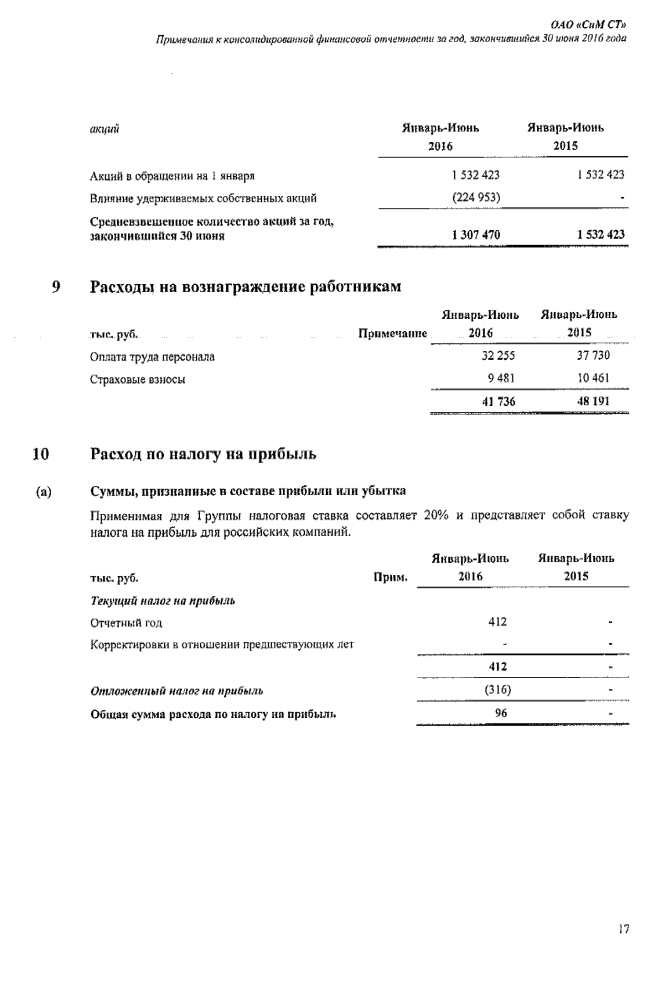 ОАО «СиМ СТ»
Примечания к консолидированной финансовой отчетности за год, закончившийся 30 июня 2016 года
акций Январь-Июнь 2016 Январь-Июнь 2015
Акций в обращении на 1 января 1 532 423 1 532 423
Влияние удерживаемых собственных акций (224 953) -
Средневзвешенное количество акций за год,
закончившийся 30 июня 1 307 470 1 532 423
9 Расходы на вознаграждение работникам
Январь-Июнь Январь-Июнь
тыс. руб. Примечание 2016 2015
Оплата труда персонала 32 255 37 730
Страховые взносы 9 481 10 461
41 736 48 191
10 Расход по налогу на прибыль
(а) Суммы, признанные в составе прибыли или убытка
Применимая для Группы налоговая ставка составляет 20% и представляет собой ставку
налога на прибыль для российских компаний.
Январь-Июнь Январь-Июнь
тыс. руб. Прим. 2016 2015
Текущий налог на прибыль
Отчетный год 412 -
Корректировки в отношении предшествующих лет - -
412 -
Отложенный налог на прибыль (316) -
Общая сумма расхода по налогу на прибыль 96 -
17